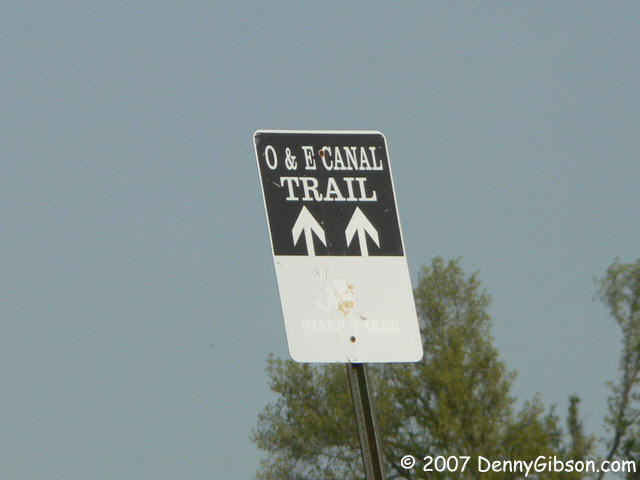 O & E CANAL
TRAIL
STARK PARKS
© 2007 DennyGibson.com